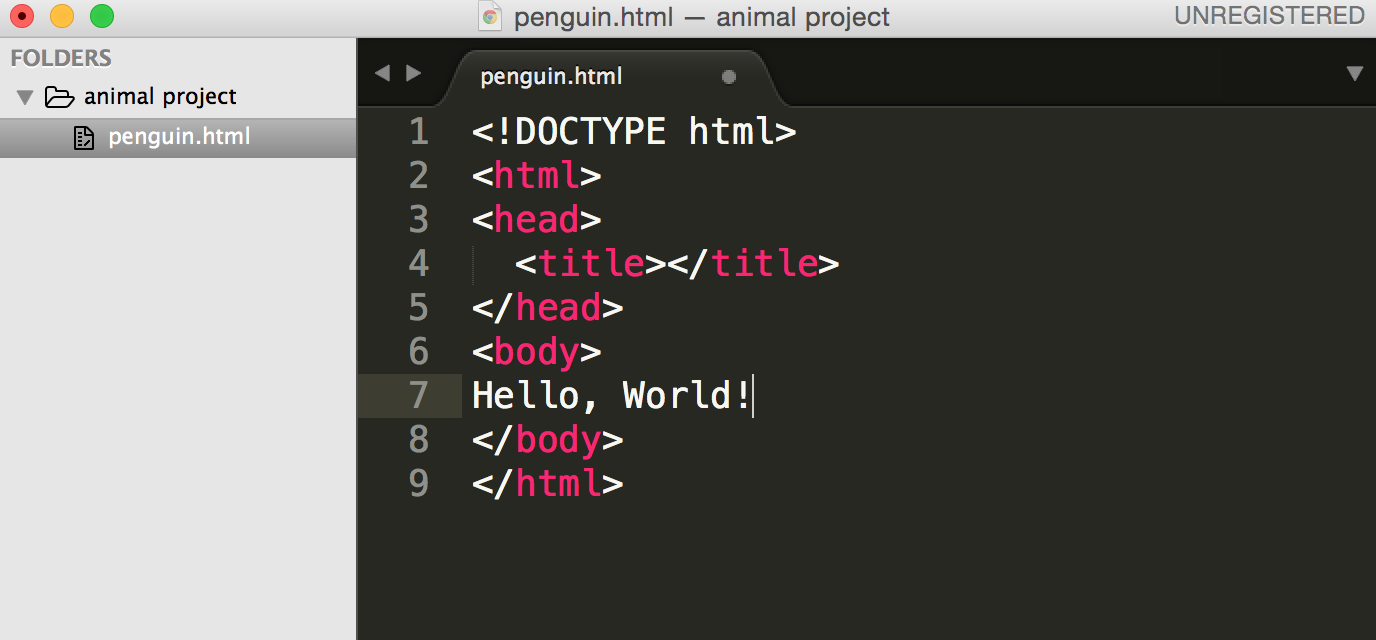 penguin.html — animal project
UNREGISTERED
FOLDERS
animal project
penguin.html
penguin.html
1 <!DOCTYPE html>
2 <html>
3 <head>
4   <title></title>
5 </head>
6 <body>
7 Hello, World!
8 </body>
9 </html>